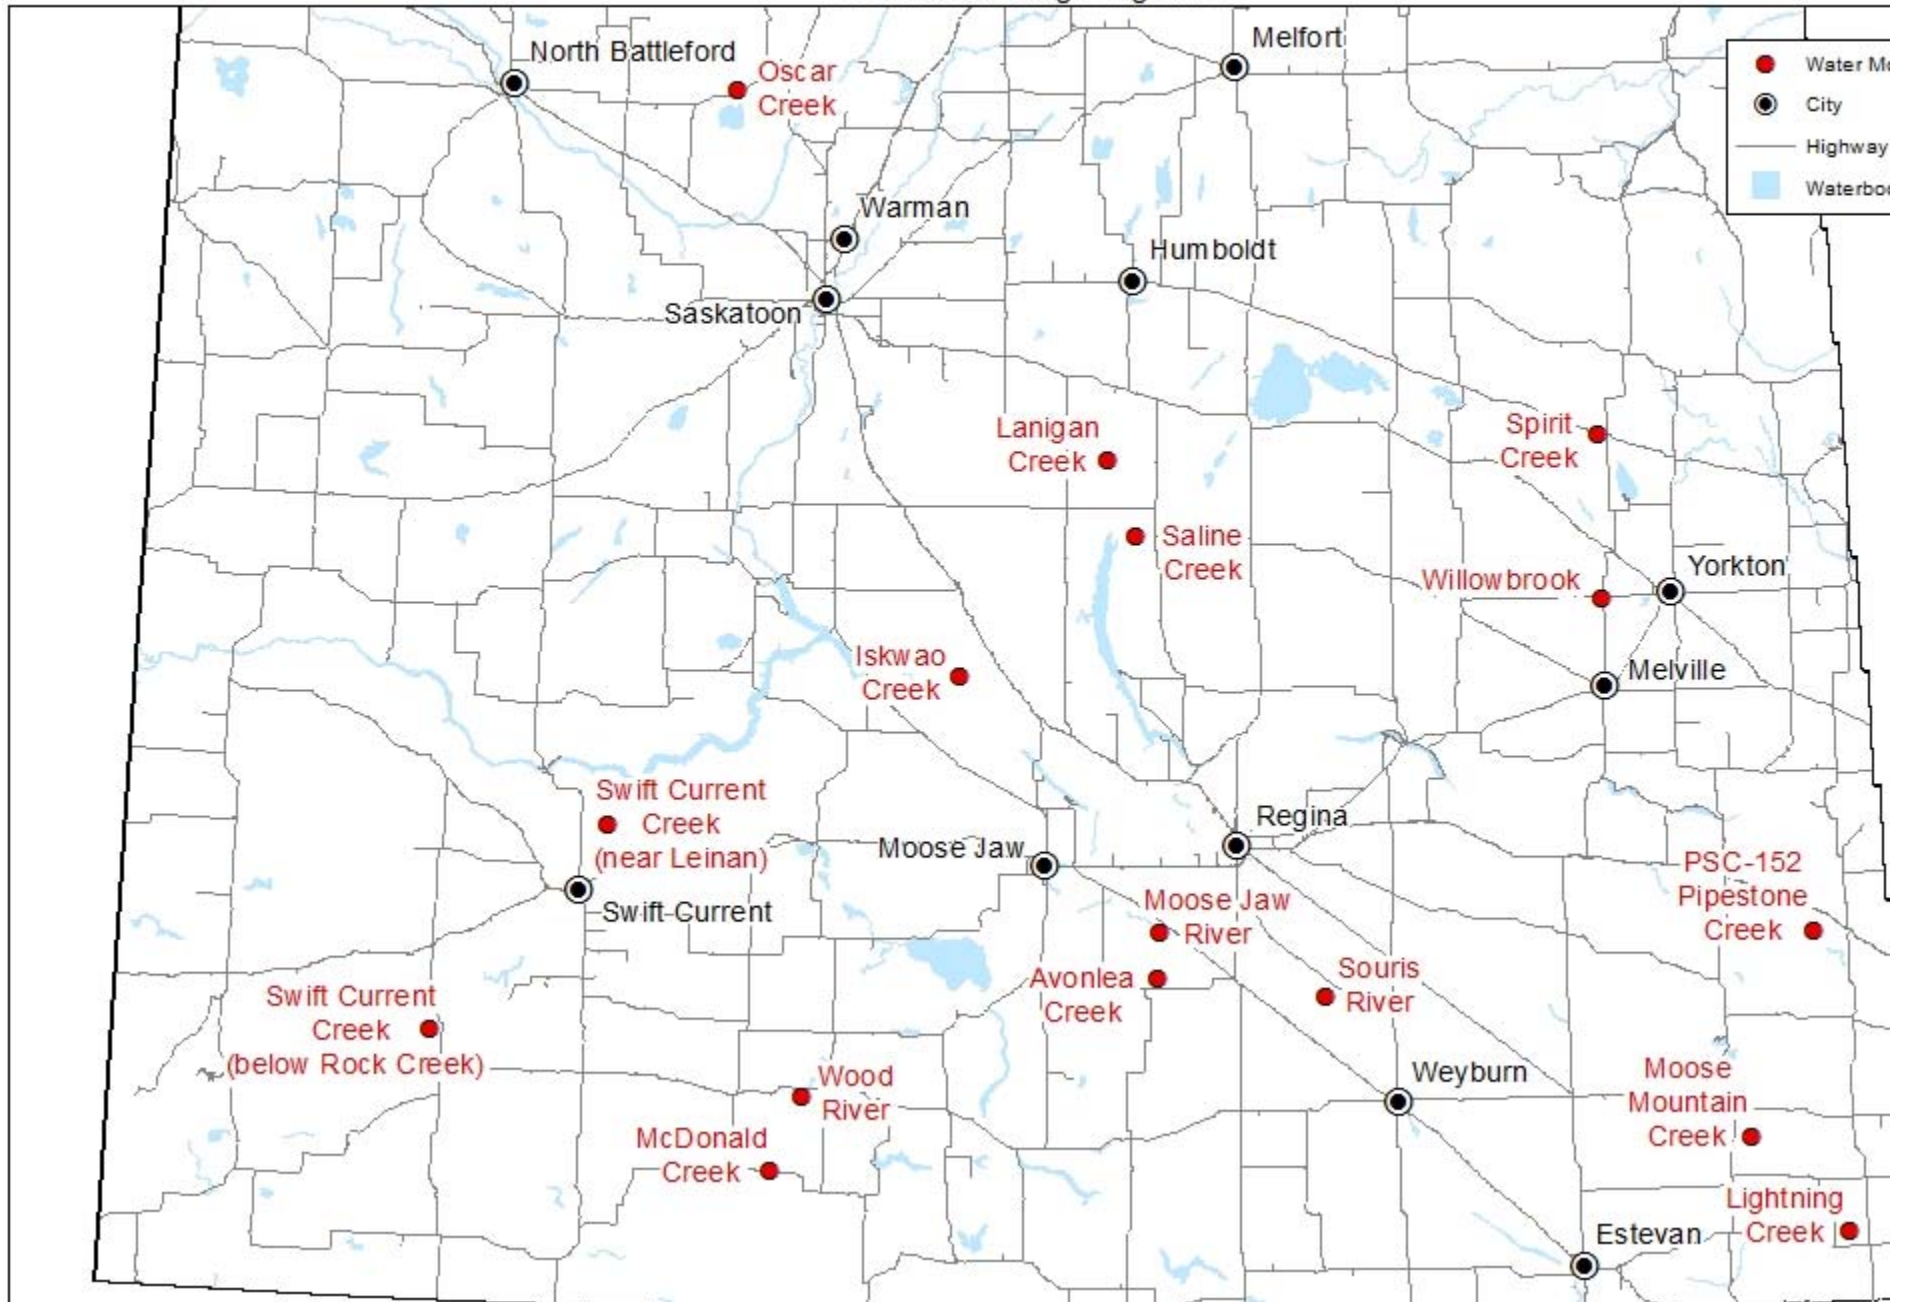 North Battleford
Oscar
Creek
Melfort
Water
City
Highway
Warman
Humboldt
Saskatoon
Lanigan
Creek
Spirit
Creek
Saline
Creek
Willowbrook
Yorkton
Iskwao
Creek
Melville
Swift Current
Creek
(near Leinan)
Moose Jaw
Regina
Swift Current
Moose Jaw
River
PSC-152
Pipestone
Creek
Avonlea
Creek
Souris
River
Swift Current
Creek
(below Rock Creek)
Wood
River
Weyburn
Moose
Mountain
Creek
McDonald
Creek
Lightning
Creek
Estevan